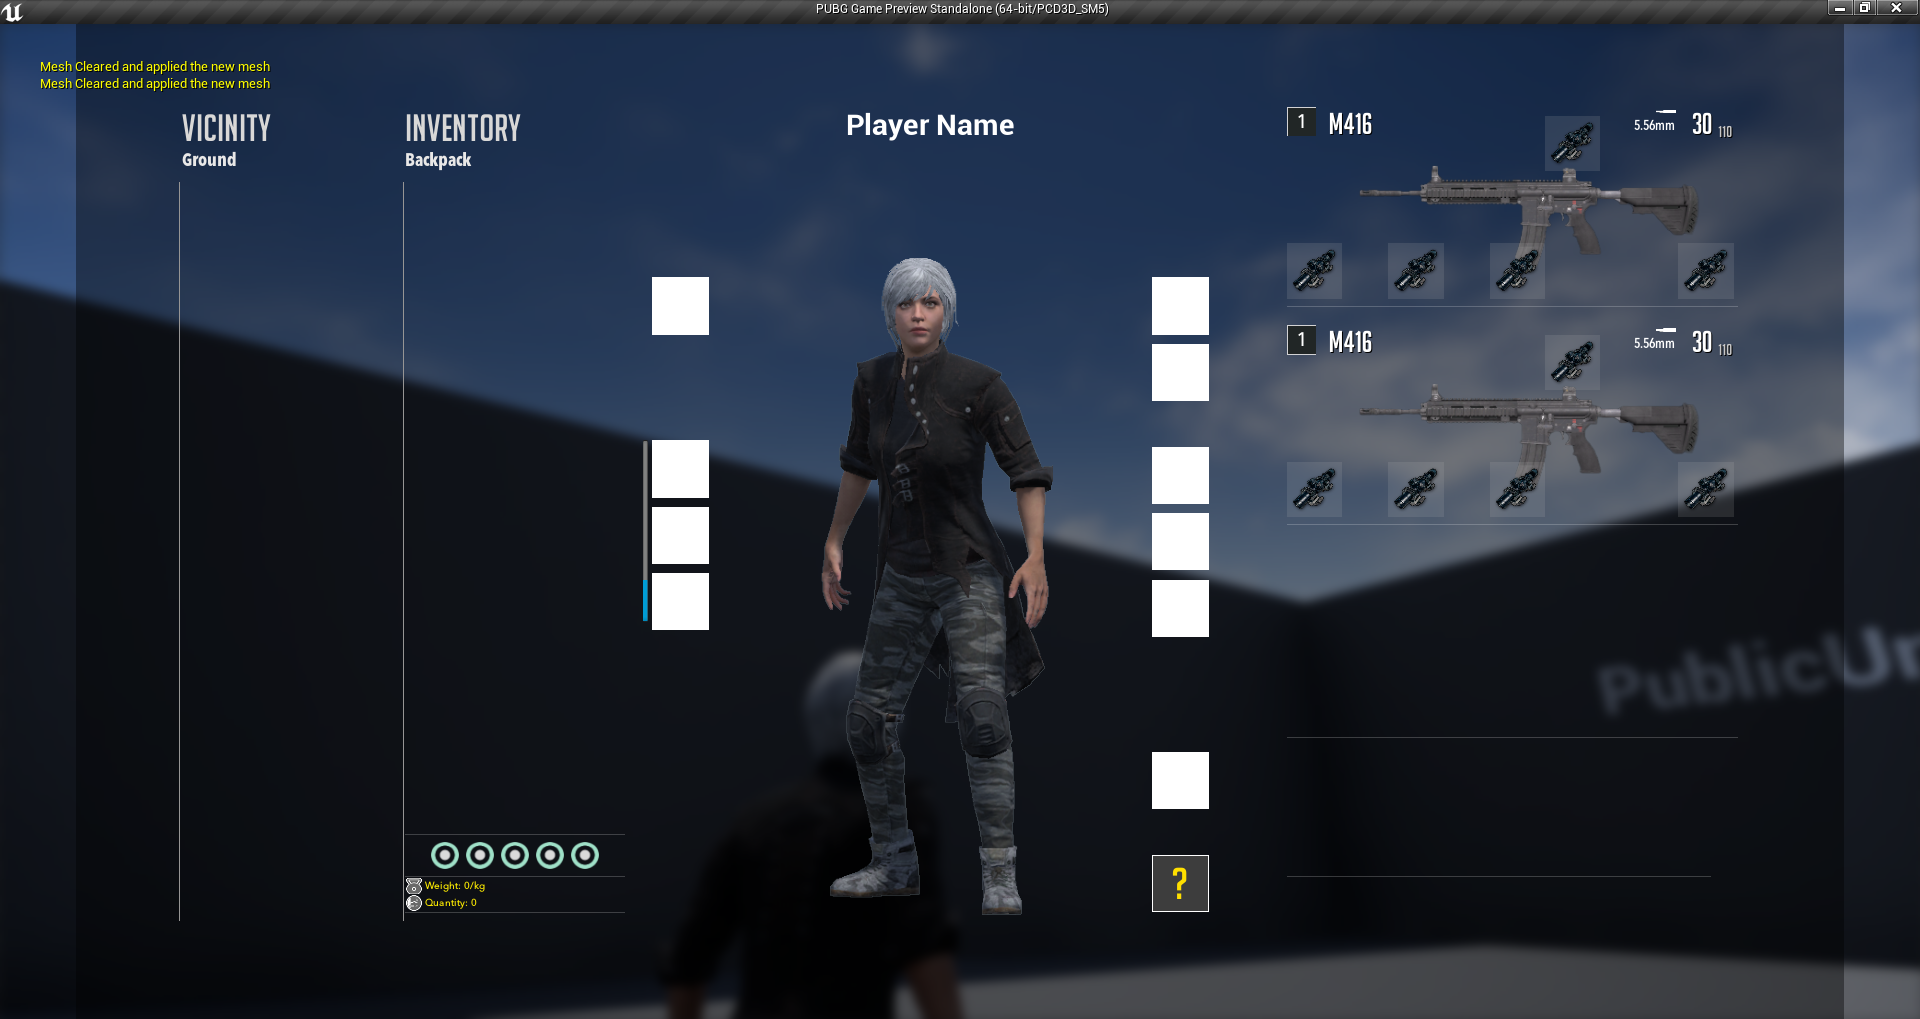 PUBG Game Preview Standalone (64-bit/PCD3D_SM5)
Mesh Cleared and applied the new mesh
Mesh Cleared and applied the new mesh
VICINITY
Ground
INVENTORY
Backpack
Player Name
1 M416 5.56mm 30 110
1 M416 5.56mm 30 110
PublicUn
?
Weight: 0/kg
Quantity: 0